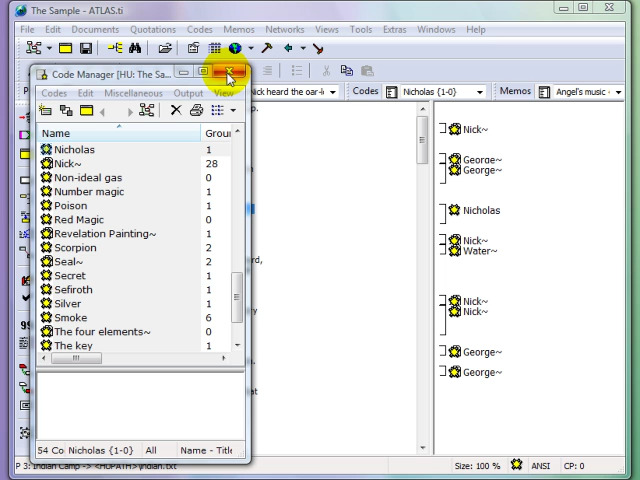 The Sample - ATLAS.ti
File Edit Documents Quotations Codes Memos Networks Views Tools Extras Windows Help
Code Manager [HU: The Sa...
Nick heard the oar-l Codes Nicholas {1-0} Memos Angel's music
Codes Edit Miscellaneous Output View
Name Grou
Nicholas 1
Nick~ 28
Non-ideal gas 0
Number magic 1
Poison 1
Red Magic 0
Revelation Painting~ 1
Scorpion 2
Seal~ 2
Secret 1
Sefiroth 1
Silver 1
Smoke 6
The four elements~ 0
The key 1
54 Co Nicholas {1-0} All Name - Title
Nick~
George~
George~
Nicholas
Nick~
Water~
Nick~
Nick~
George~
George~
P 3: Indian Camp -> <HUPATH>\indian.txt Size: 100 % ANSI CP: 0